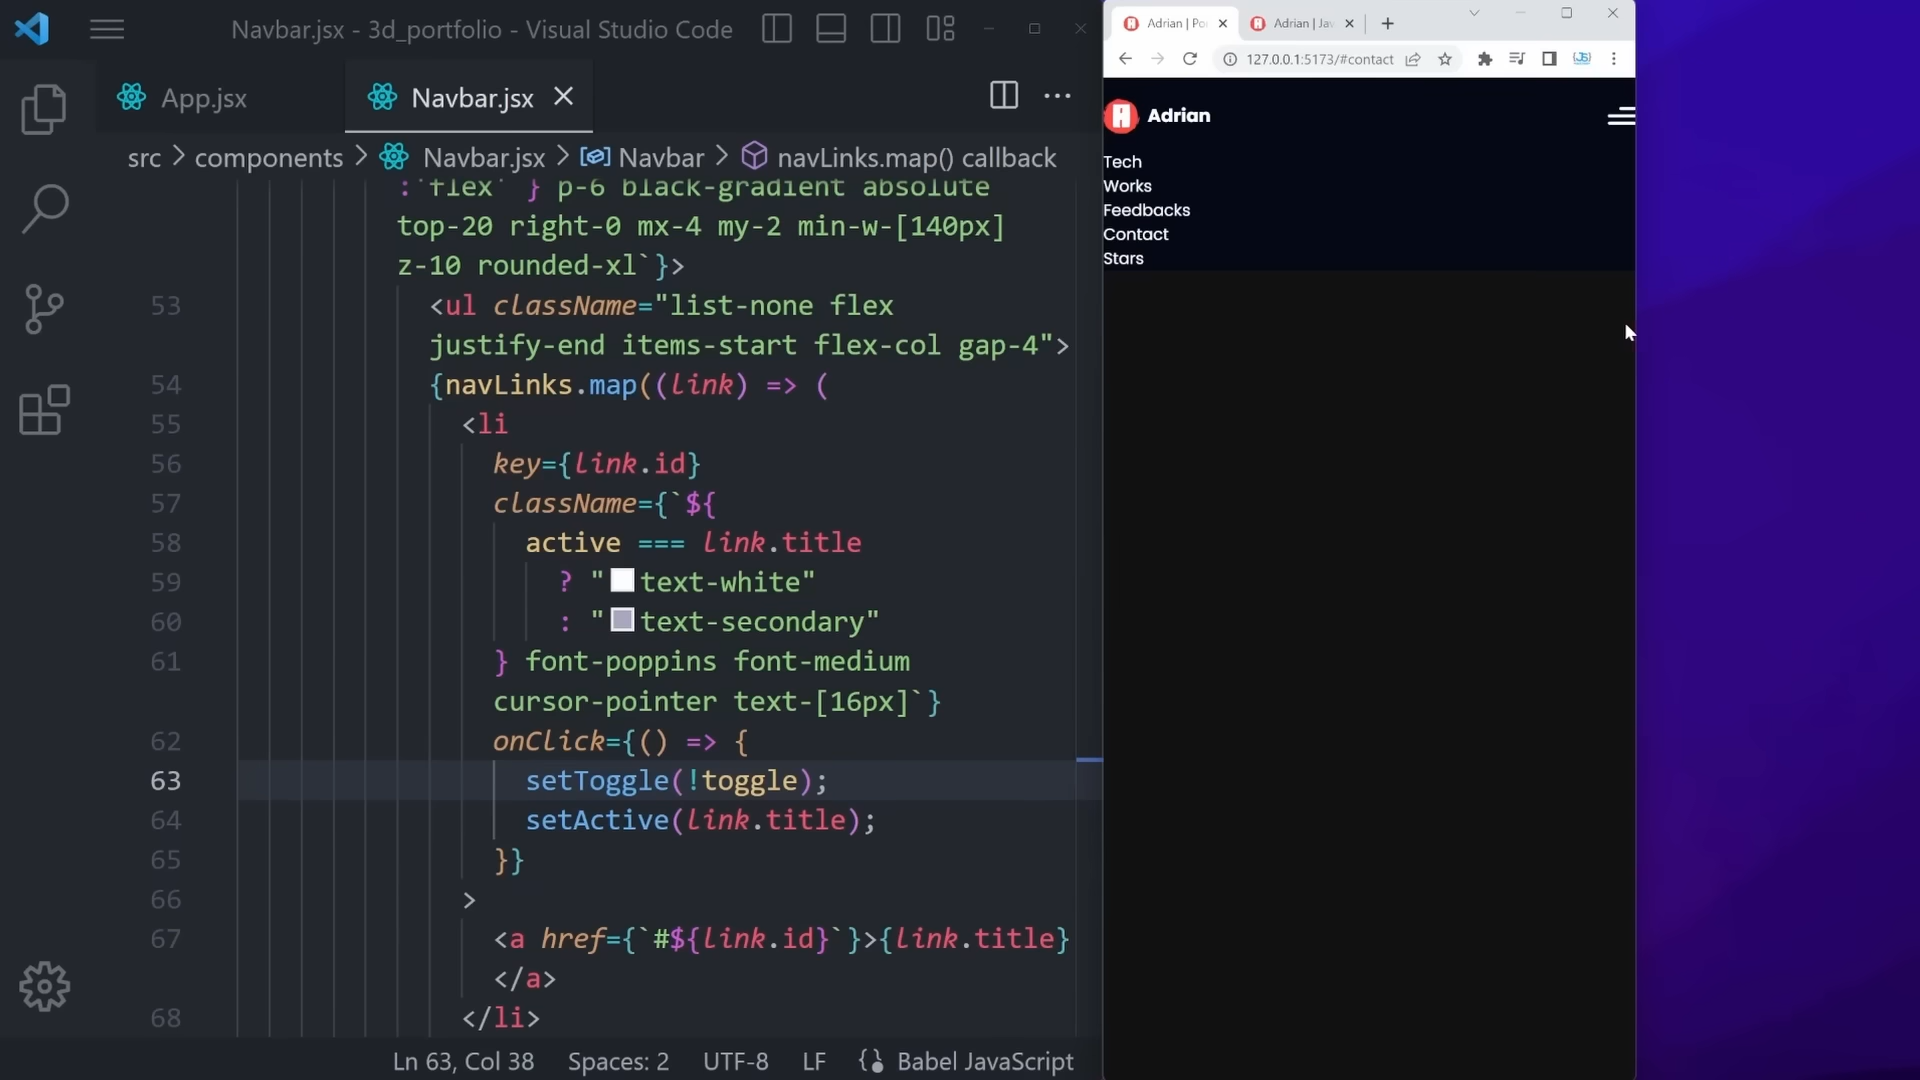 Navbar.jsx - 3d_portfolio - Visual Studio Code
App.jsx
Navbar.jsx
src > components > Navbar.jsx > Navbar > navLinks.map() callback
: `flex` } p-6 black-gradient absolute
top-20 right-0 mx-4 my-2 min-w-[140px]
z-10 rounded-xl`}>
53 <ul className="list-none flex
justify-end items-start flex-col gap-4">
54 {navLinks.map((link) => (
55 <li
56 key={link.id}
57 className={`${
58 active === link.title
59 ? "text-white"
60 : "text-secondary"
61 } font-poppins font-medium
cursor-pointer text-[16px]`}
62 onClick={() => {
63 setToggle(!toggle);
64 setActive(link.title);
65 }}
66 >
67 <a href={`#${link.id}`}>{link.title}
</a>
68 </li>
Ln 63, Col 38 Spaces: 2 UTF-8 LF Babel JavaScript
Adrian | Po
Adrian | Jav
127.0.0.1:5173/#contact
Adrian
Tech
Works
Feedbacks
Contact
Stars